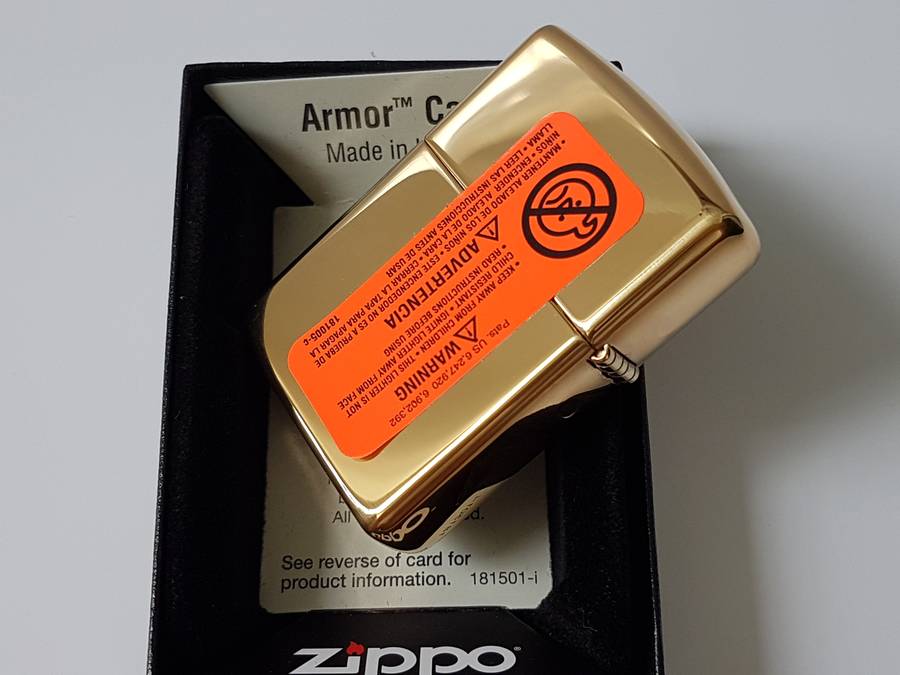 Armor™ Ca
Made in
• MANTENER ALEJADO DE LOS NIÑOS • ESTE ENCENDEDOR NO ES A PRUEBA DE
NIÑOS • ENCENDER ALEJADO DE LA CARA • CERRAR LA TAPA PARA APAGAR LA
LLAMA • LEER LAS INSTRUCCIONES ANTES DE USAR
181005-c
ADVERTENCIA
• KEEP AWAY FROM CHILDREN • THIS LIGHTER IS NOT
CHILD RESISTANT • IGNITE LIGHTER AWAY FROM FACE
• READ INSTRUCTIONS BEFORE USING
WARNING
Pats. US 6,247,920 6,902,392
All
d.
See reverse of card for
product information. 181501-i
zippo